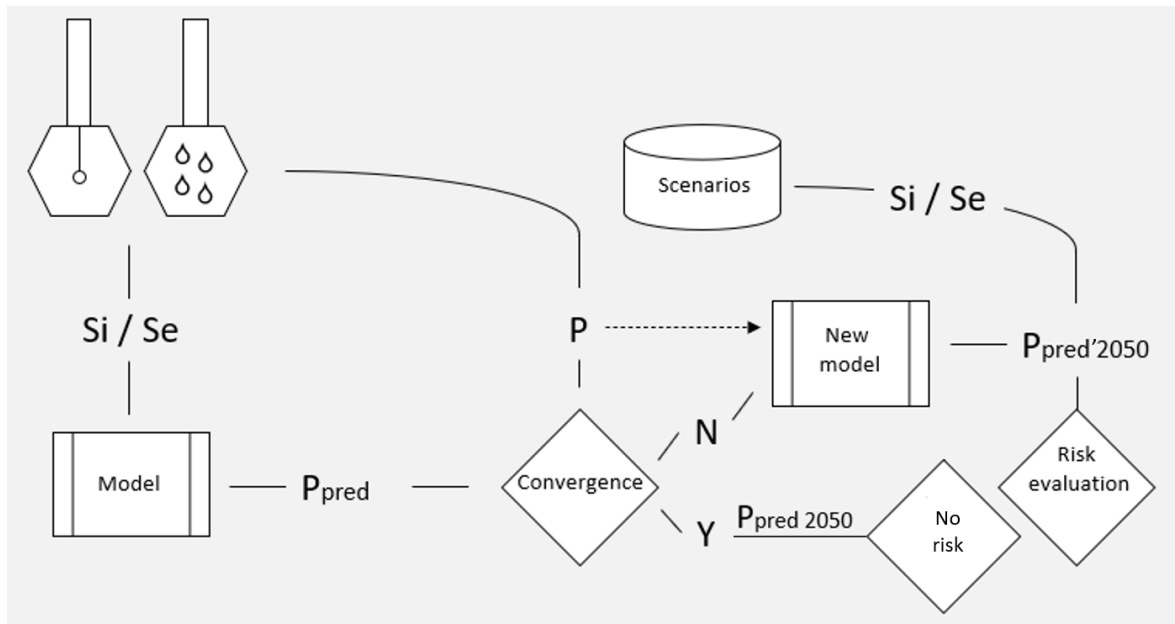 Scenarios
Si / Se
Si / Se
P
New
model
Ppred’2050
N
Model
Ppred
Convergence
Risk
evaluation
Y
Ppred 2050
No
risk